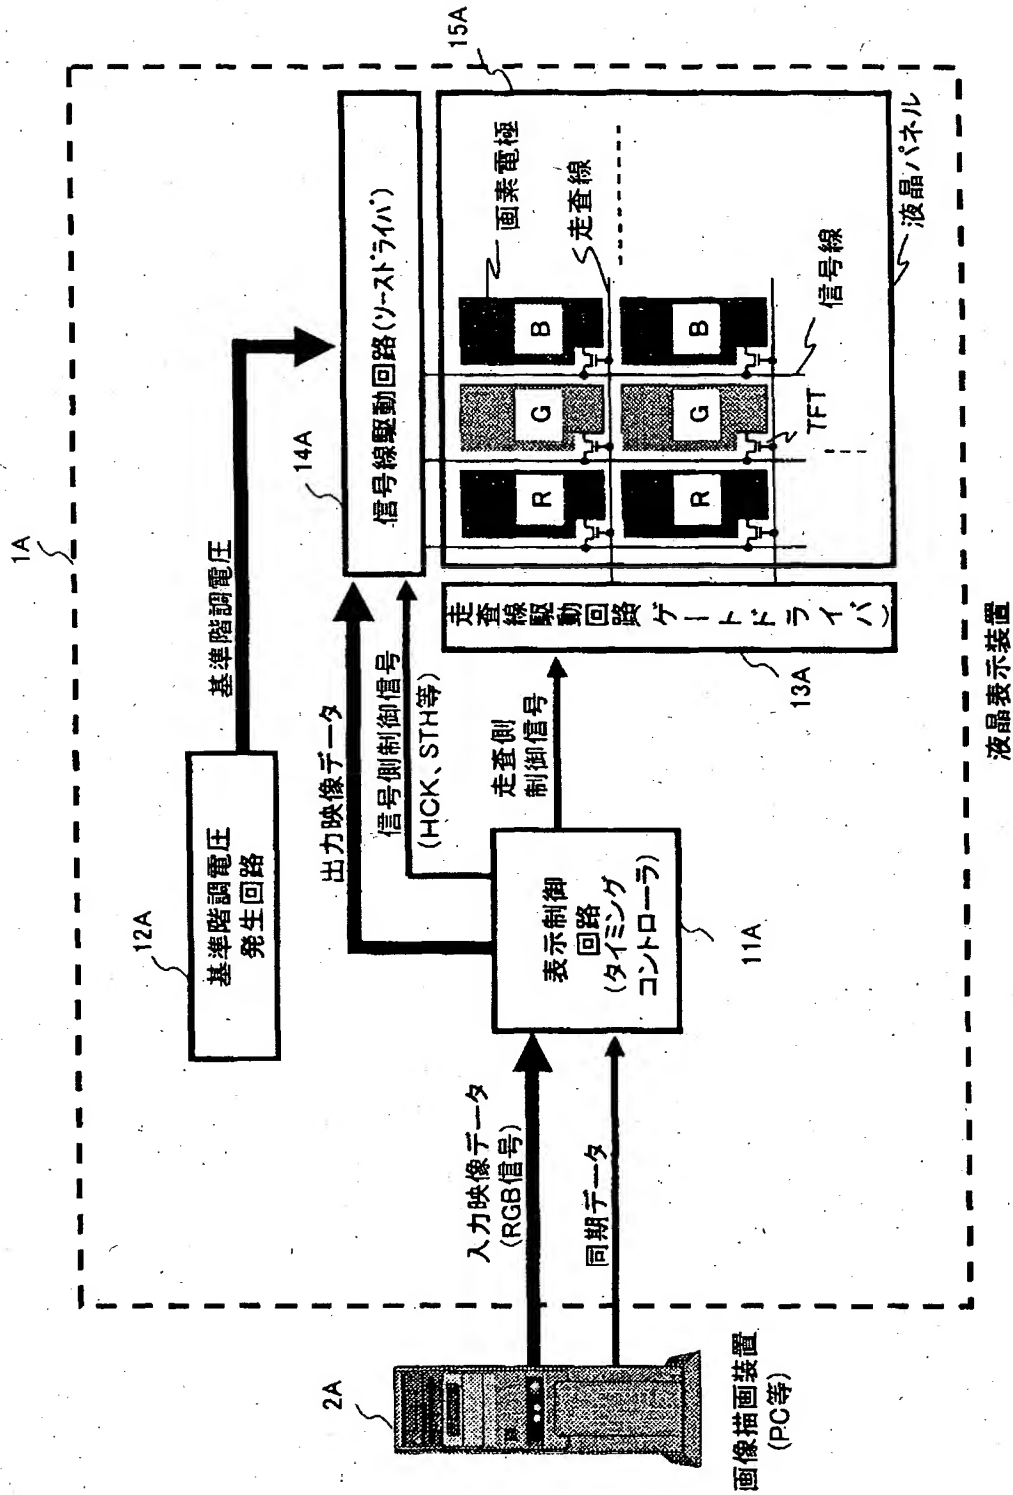 1A
12A
基準階調電圧
発生回路
基準階調電圧
14A
信号線駆動回路(ソースドライバ)
15A
出力映像データ
信号側制御信号
(HCK、STH等)
画素電極
走査線
R
G
B
R
G
B
TFT
信号線
液晶パネル
走査線駆動回路(ゲートドライバ)
13A
走査側
制御信号
表示制御
回路
(タイミング
コントローラ)
11A
入力映像データ
(RGB信号)
同期データ
2A
画像描画装置
(PC等)
液晶表示装置